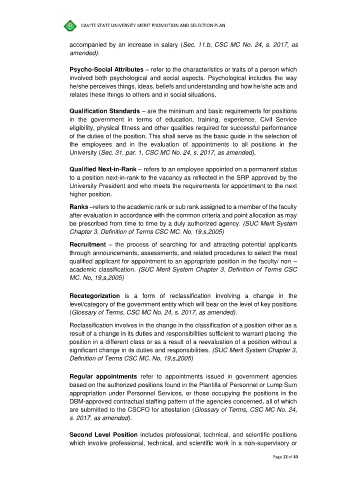 CAVITE STATE UNIVERSITY MERIT PROMOTION AND SELECTION PLAN
accompanied by an increase in salary (Sec. 11.b, CSC MC No. 24, s. 2017, as
amended).
Psycho-Social Attributes – refer to the characteristics or traits of a person which
involved both psychological and social aspects. Psychological includes the way
he/she perceives things, ideas, beliefs and understanding and how he/she acts and
relates these things to others and in social situations.
Qualification Standards – are the minimum and basic requirements for positions
in the government in terms of education, training, experience, Civil Service
eligibility, physical fitness and other qualities required for successful performance
of the duties of the position. This shall serve as the basic guide in the selection of
the employees and in the evaluation of appointments to all positions in the
University (Sec. 31, par. 1, CSC MC No. 24, s. 2017, as amended).
Qualified Next-in-Rank – refers to an employee appointed on a permanent status
to a position next-in-rank to the vacancy as reflected in the SRP approved by the
University President and who meets the requirements for appointment to the next
higher position.
Ranks –refers to the academic rank or sub rank assigned to a member of the faculty
after evaluation in accordance with the common criteria and point allocation as may
be prescribed from time to time by a duly authorized agency. (SUC Merit System
Chapter 3, Definition of Terms CSC MC. No, 19,s,2005)
Recruitment – the process of searching for and attracting potential applicants
through announcements, assessments, and related procedures to select the most
qualified applicant for appointment to an appropriate position in the faculty/ non –
academic classification. (SUC Merit System Chapter 3, Definition of Terms CSC
MC. No, 19,s,2005)
Recategorization is a form of reclassification involving a change in the
level/category of the government entity which will bear on the level of key positions
(Glossary of Terms, CSC MC No. 24, s. 2017, as amended).
Reclassification involves in the change in the classification of a position either as a
result of a change in its duties and responsibilities sufficient to warrant placing the
position in a different class or as a result of a reevaluation of a position without a
significant change in its duties and responsibilities. (SUC Merit System Chapter 3,
Definition of Terms CSC MC. No, 19,s,2005)
Regular appointments refer to appointments issued in government agencies
based on the authorized positions found in the Plantilla of Personnel or Lump Sum
appropriation under Personnel Services, or those occupying the positions in the
DBM-approved contractual staffing pattern of the agencies concerned, all of which
are submitted to the CSCFO for attestation (Glossary of Terms, CSC MC No. 24,
s. 2017, as amended).
Second Level Position includes professional, technical, and scientific positions
which involve professional, technical, and scientific work in a non-supervisory or
Page 12 of 45